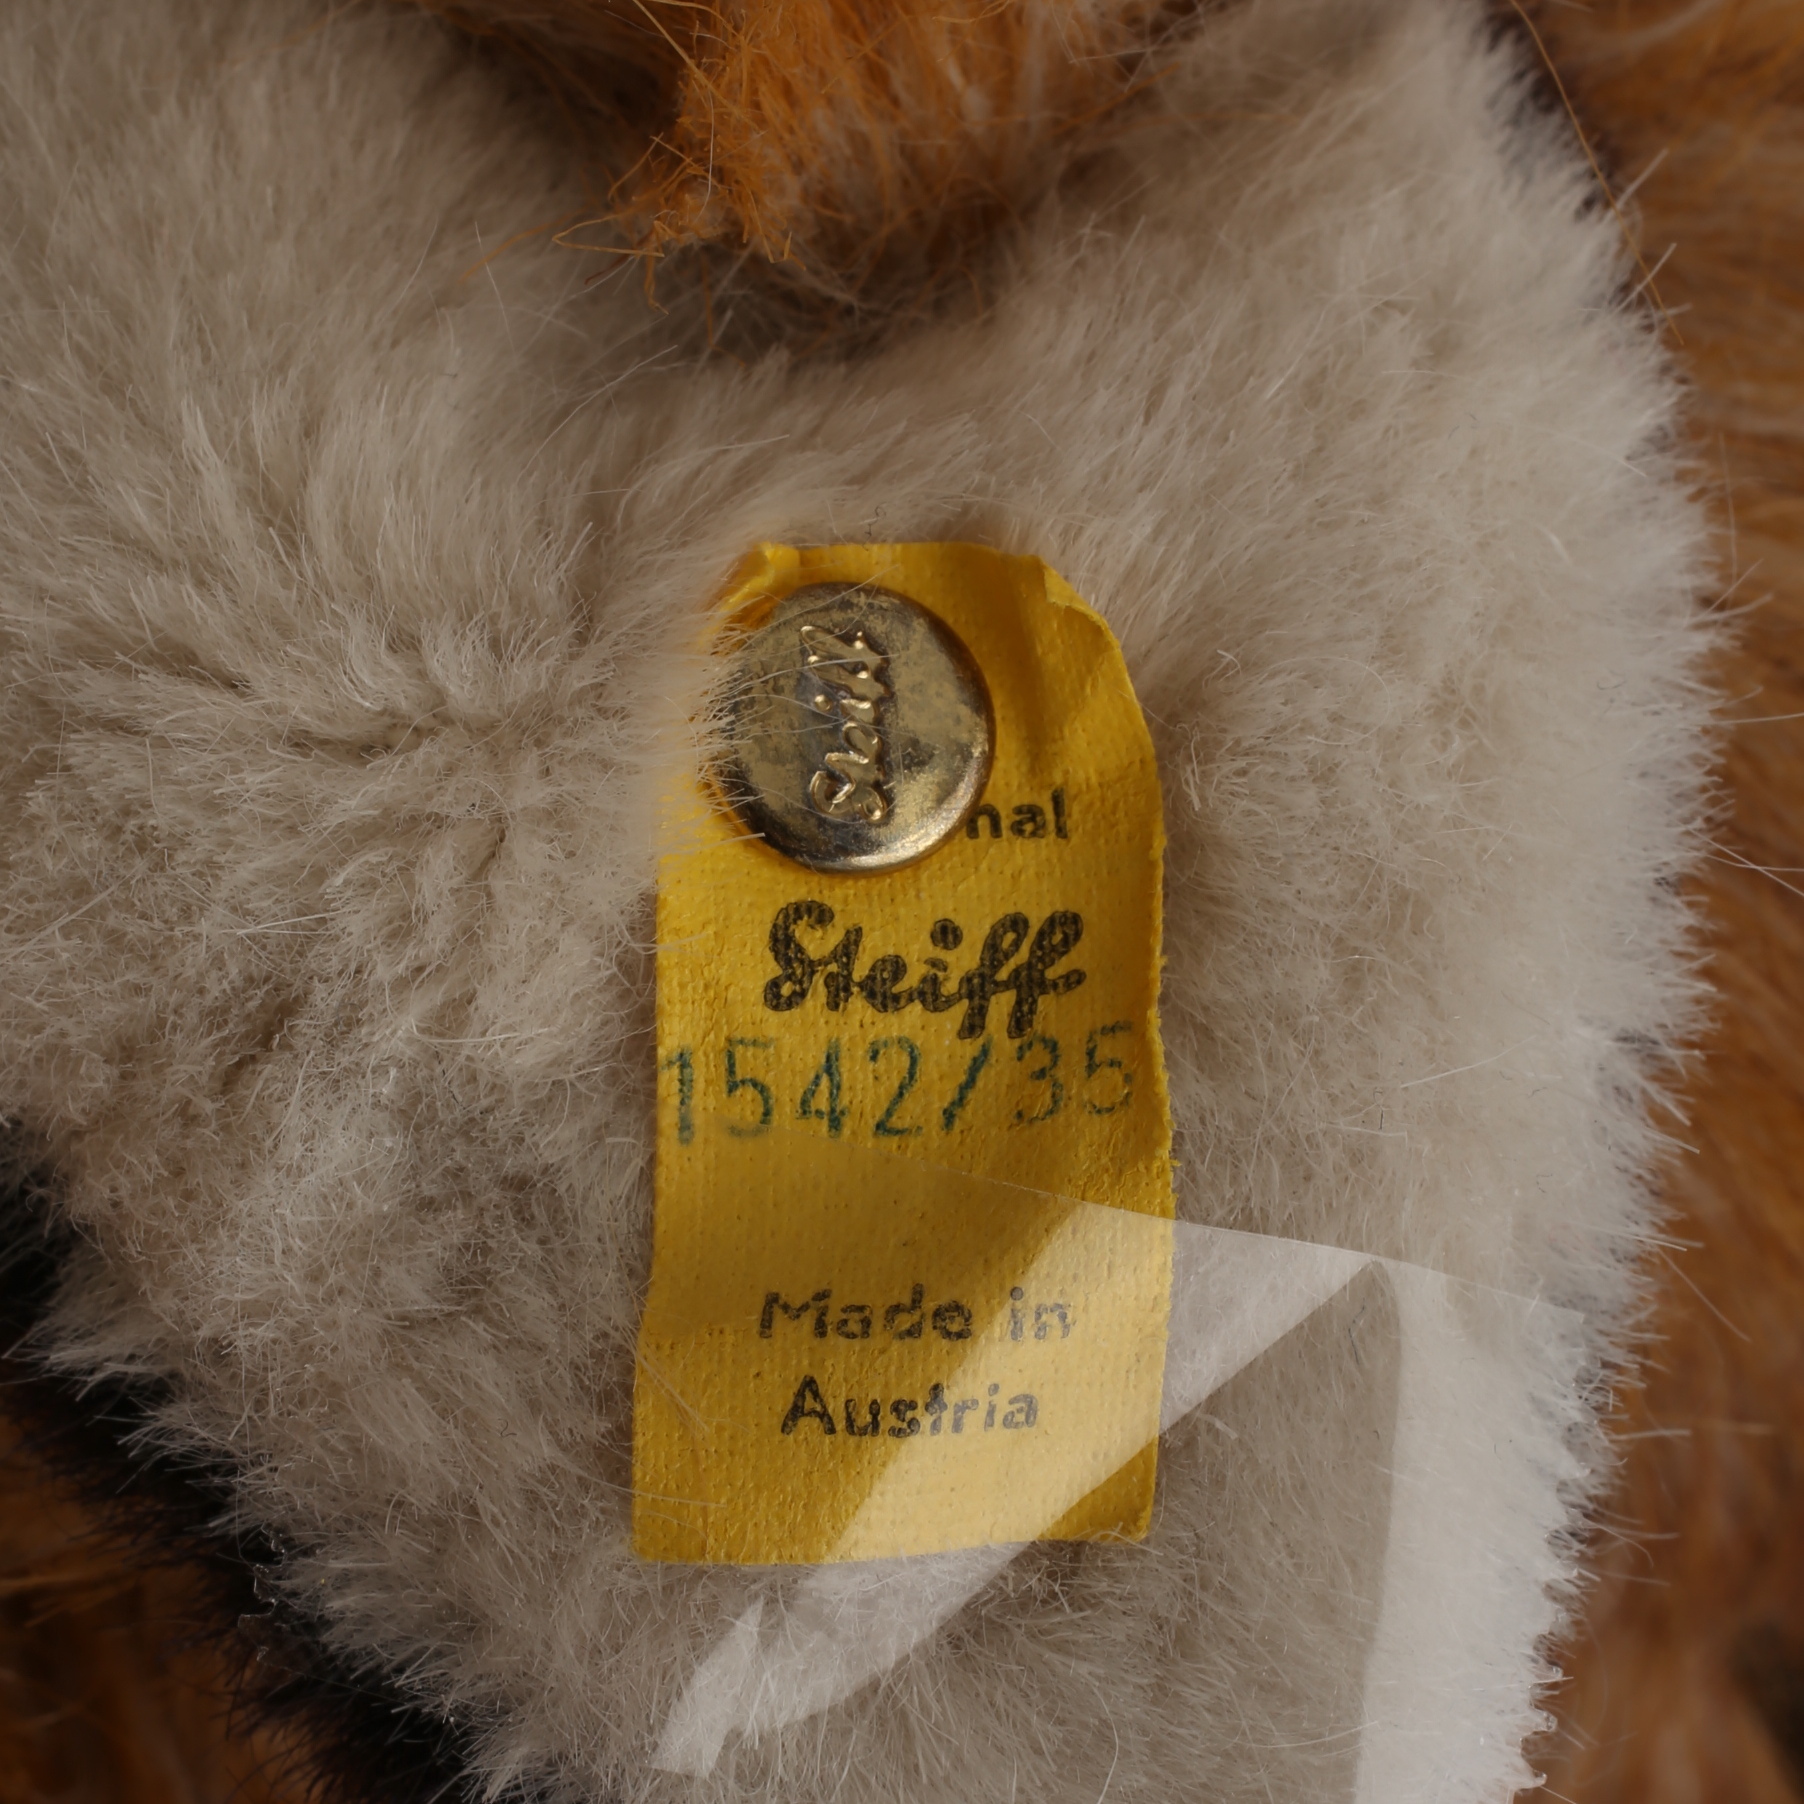 Steiff
nal
Steiff
1542/35
Made in
Austria